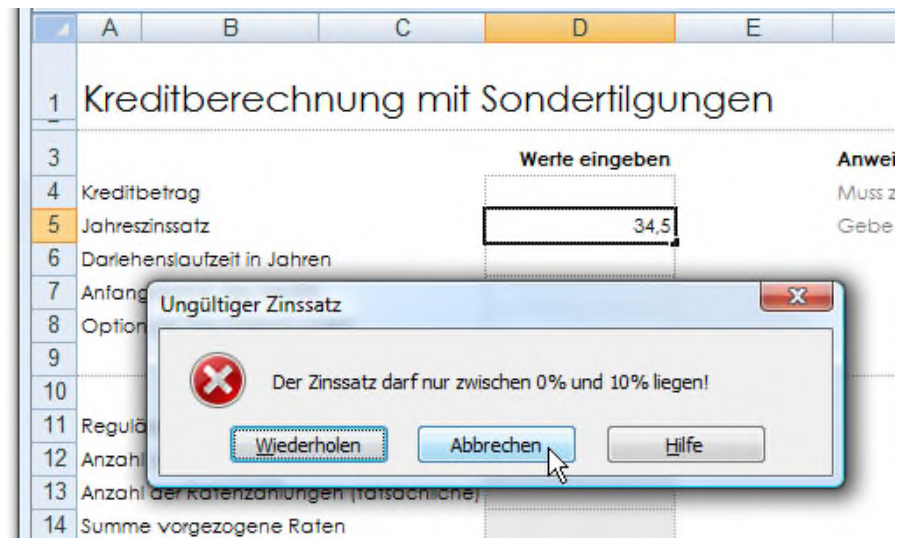 A B C D E
1 Kreditberechnung mit Sondertilgungen
3 Werte eingeben Anwei
4 Kreditbetrag Muss z
5 Jahreszinssatz 34,5 Gebe
6 Darlehenslaufzeit in Jahren
7 Anfang
Ungültiger Zinssatz
8 Option
9
Der Zinssatz darf nur zwischen 0% und 10% liegen!
10
11 Regulä
Wiederholen Abbrechen Hilfe
12 Anzahl
13 Anzahl der Ratenzahlungen (tatsächliche)
14 Summe vorgezogene Raten